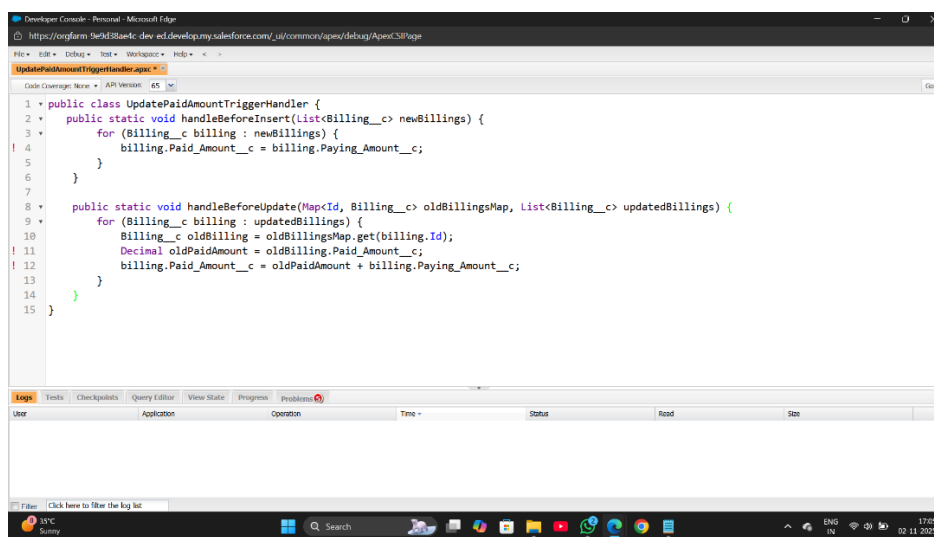 Developer Console - Personal - Microsoft Edge
https://orgfarm-9e9d38ae4c-dev-ed.develop.my.salesforce.com/_ui/common/apex/debug/ApexCSIPage
File Edit Debug Test Workspace Help < >
UpdatePaidAmountTriggerHandler.apxc *
Code Coverage: None API Version: 65 Go
1 public class UpdatePaidAmountTriggerHandler {
2 public static void handleBeforeInsert(List<Billing__c> newBillings) {
3 for (Billing__c billing : newBillings) {
! 4 billing.Paid_Amount__c = billing.Paying_Amount__c;
5 }
6 }
7
8 public static void handleBeforeUpdate(Map<Id, Billing__c> oldBillingsMap, List<Billing__c> updatedBillings) {
9 for (Billing__c billing : updatedBillings) {
10 Billing__c oldBilling = oldBillingsMap.get(billing.Id);
! 11 Decimal oldPaidAmount = oldBilling.Paid_Amount__c;
! 12 billing.Paid_Amount__c = oldPaidAmount + billing.Paying_Amount__c;
13 }
14 }
15 }
Logs Tests Checkpoints Query Editor View State Progress Problems
User Application Operation Time Status Read Size
Filter Click here to filter the log list
35°C
Sunny
Search
ENG
IN
17:05
02-11-2025